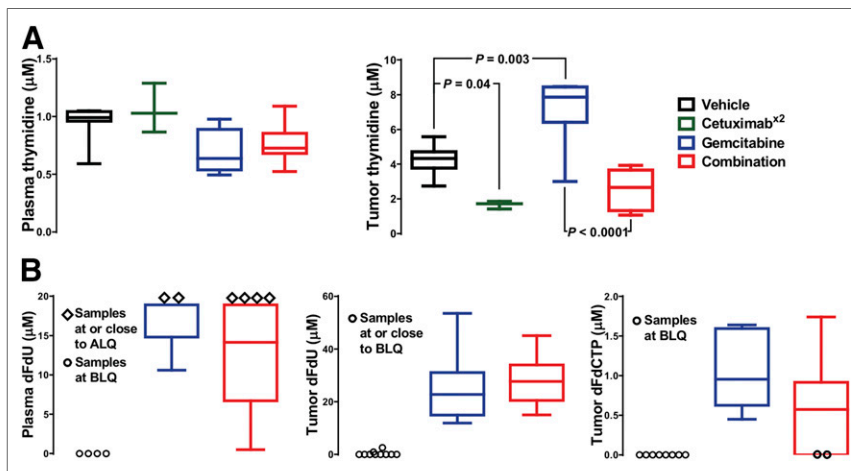 A
Plasma thymidine (μM)
1.5
1.0
0.5
0.0
Tumor thymidine (μM)
10
8
6
4
2
0
P = 0.003
P = 0.04
P < 0.0001
Vehicle
Cetuximabx2
Gemcitabine
Combination
B
Plasma dFdU (μM)
20
15
10
5
0
Samples
at or close
to ALQ
Samples
at BLQ
Tumor dFdU (μM)
60
40
20
0
Samples
at or close
to BLQ
Tumor dFdCTP (μM)
2.0
1.5
1.0
0.5
0.0
Samples
at BLQ